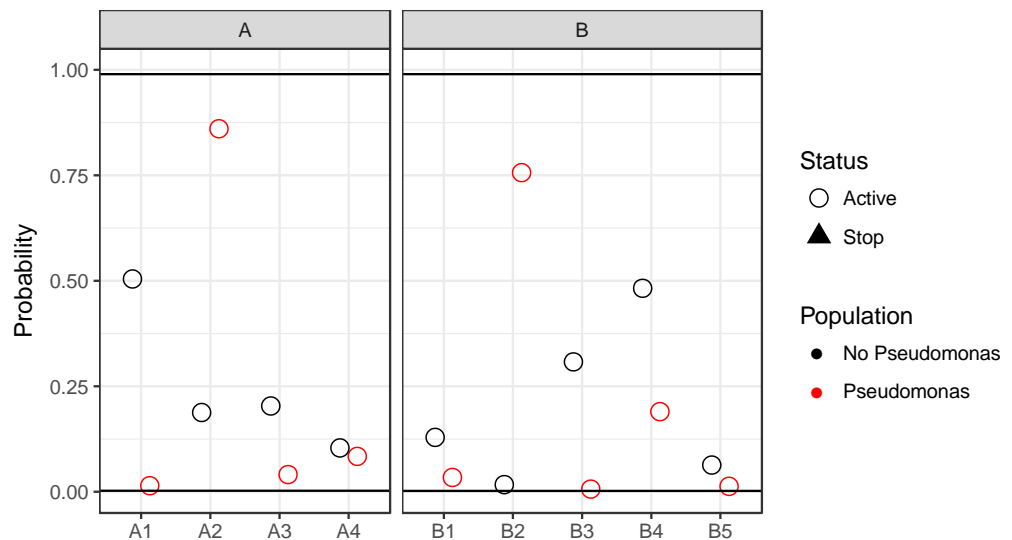 A
B
Probability
1.00
0.75
0.50
0.25
0.00
A1 A2 A3 A4
B1 B2 B3 B4 B5
Status
Active
Stop
Population
No Pseudomonas
Pseudomonas